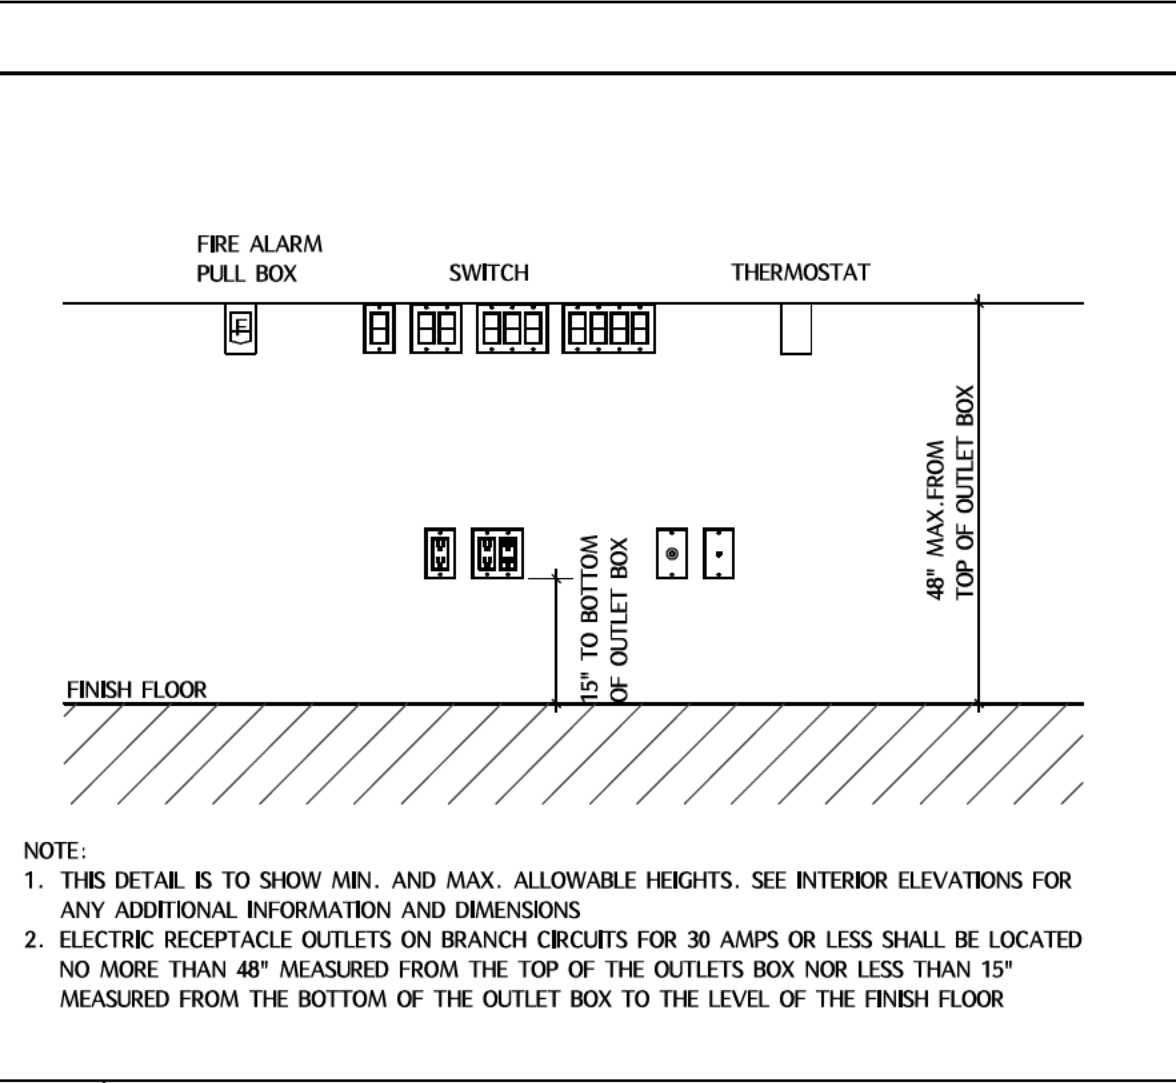 FIRE ALARM
PULL BOX
SWITCH
THERMOSTAT
F
48" MAX.FROM
TOP OF OUTLET BOX
15" TO BOTTOM
OF OUTLET BOX
FINISH FLOOR
NOTE:
1. THIS DETAIL IS TO SHOW MIN. AND MAX. ALLOWABLE HEIGHTS. SEE INTERIOR ELEVATIONS FOR
ANY ADDITIONAL INFORMATION AND DIMENSIONS
2. ELECTRIC RECEPTACLE OUTLETS ON BRANCH CIRCUITS FOR 30 AMPS OR LESS SHALL BE LOCATED
NO MORE THAN 48" MEASURED FROM THE TOP OF THE OUTLETS BOX NOR LESS THAN 15"
MEASURED FROM THE BOTTOM OF THE OUTLET BOX TO THE LEVEL OF THE FINISH FLOOR